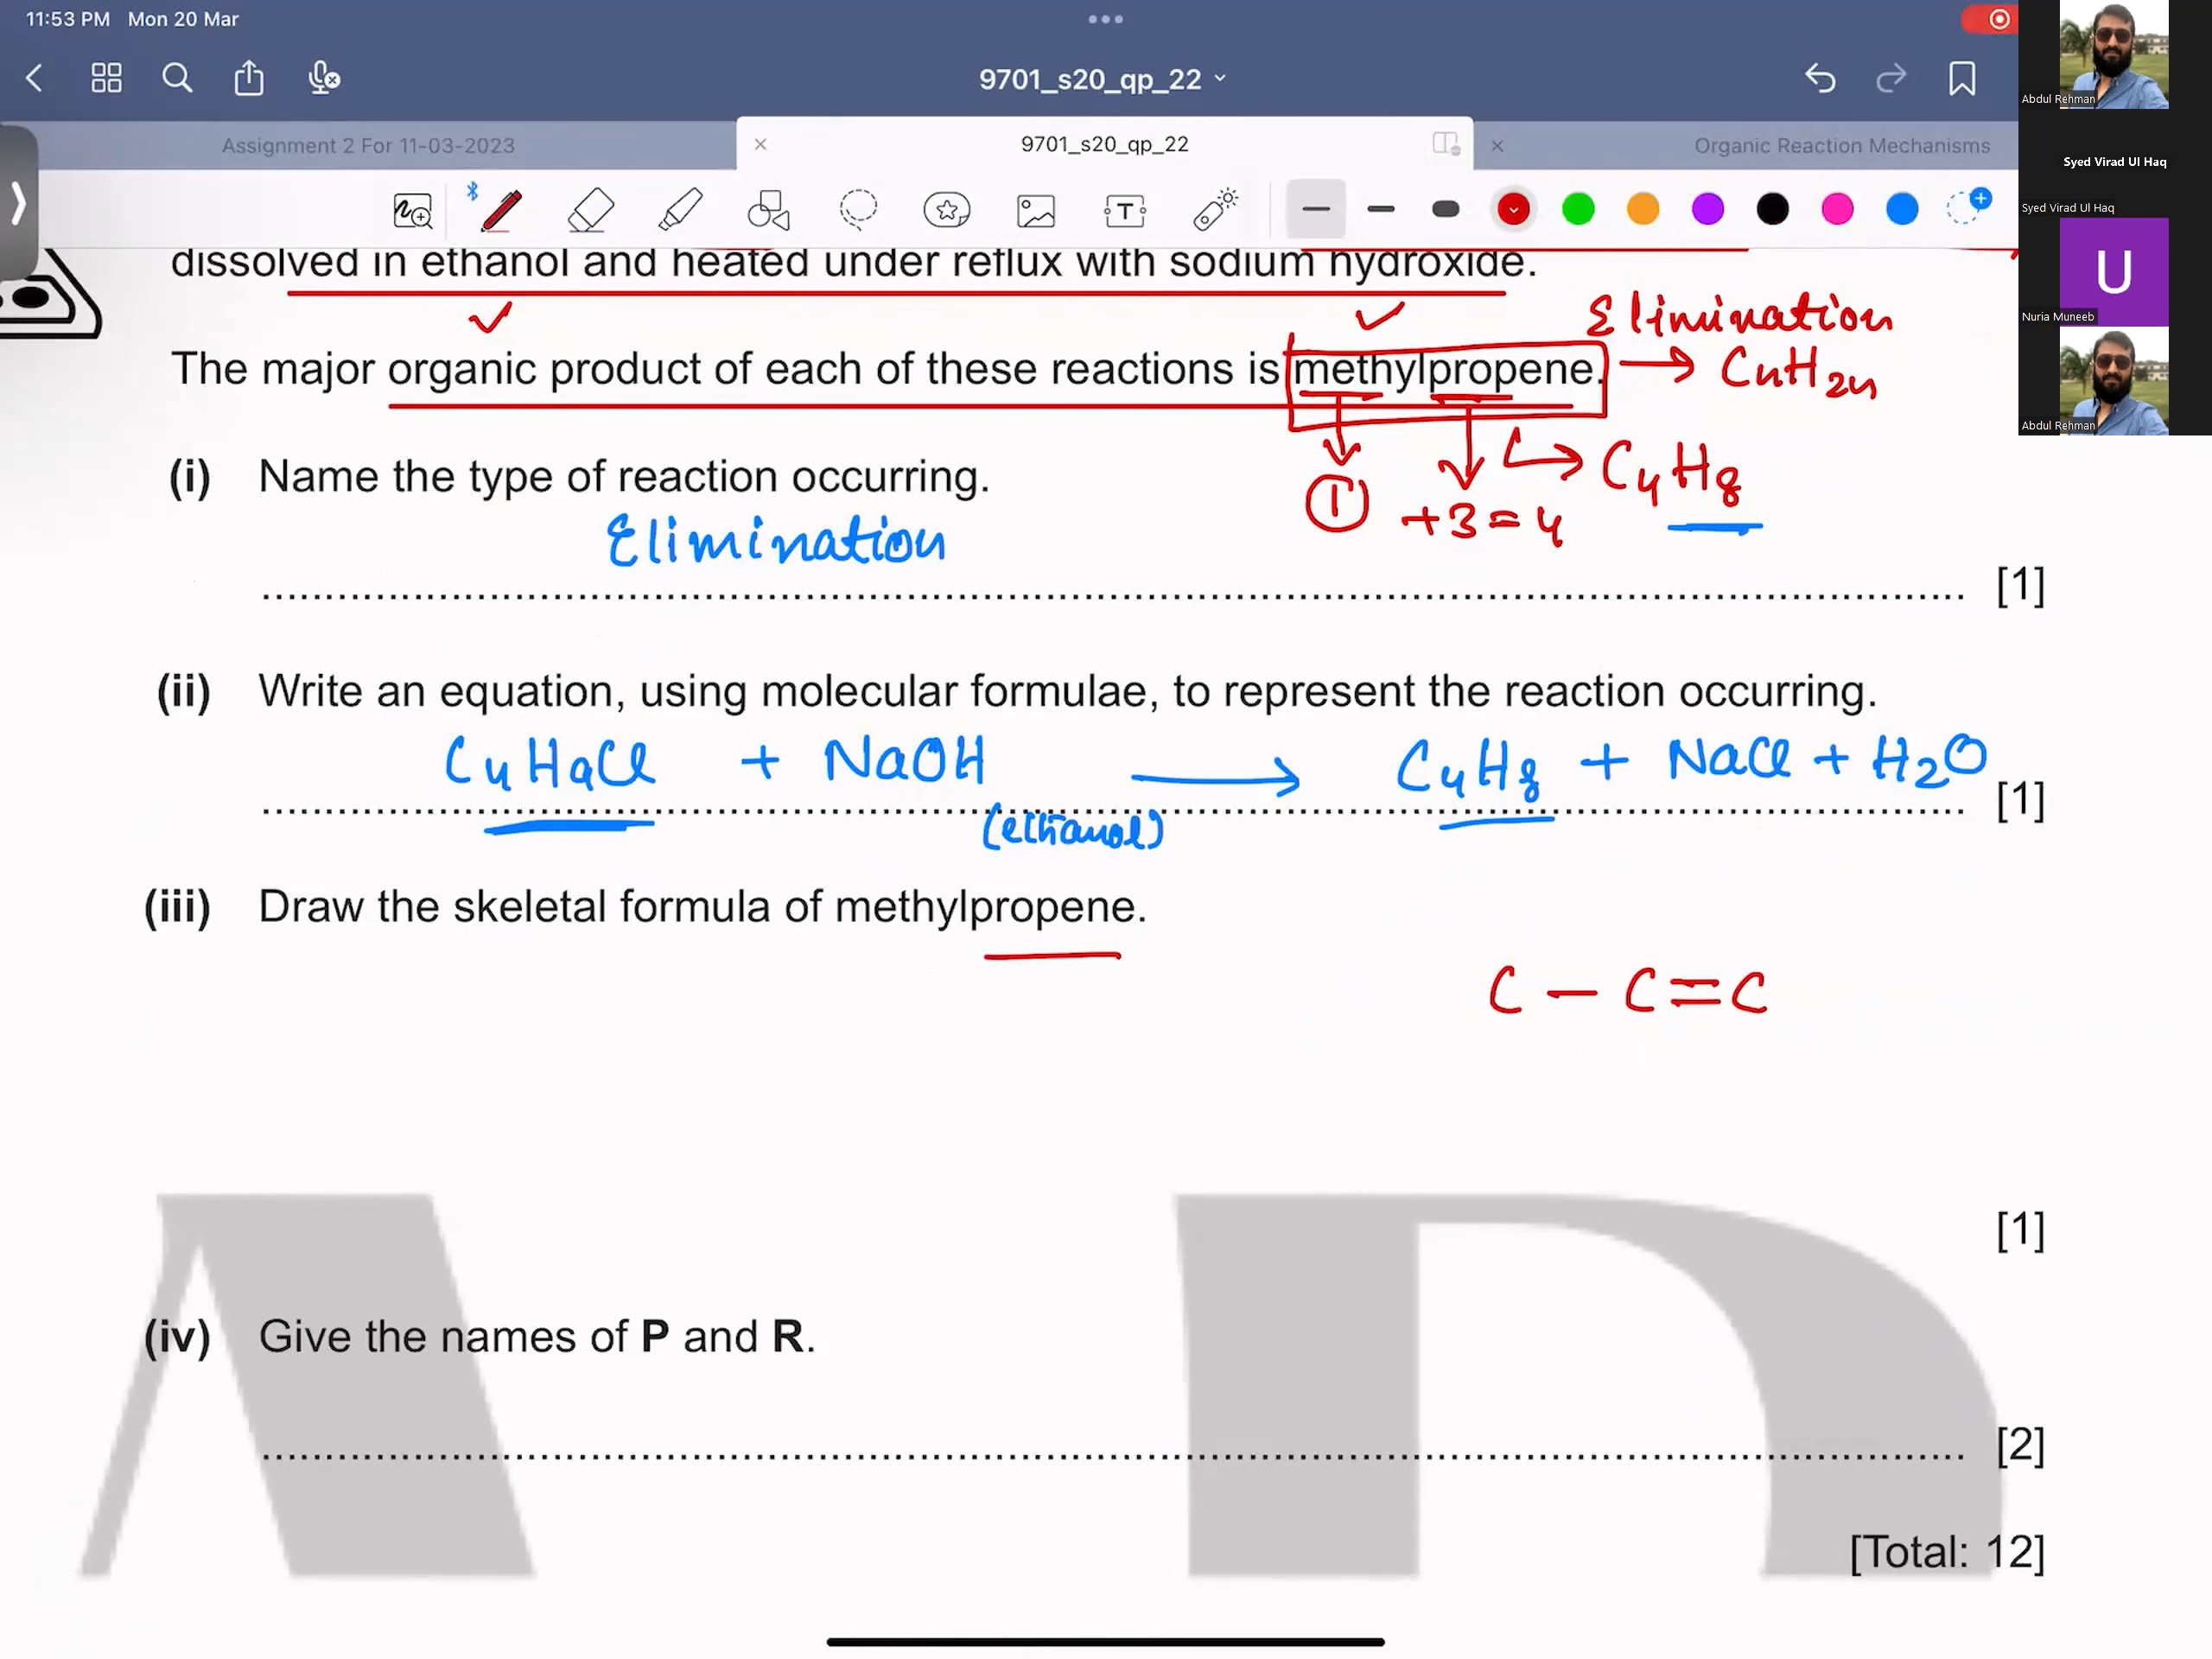 11:53 PM Mon 20 Mar
9701_s20_qp_22
Abdul Rehman
Assignment 2 For 11-03-2023
9701_s20_qp_22
Organic Reaction Mechanisms
Syed Virad Ul Haq
Syed Virad Ul Haq
T
U
Nuria Muneeb
Abdul Rehman
dissolved in ethanol and heated under reflux with sodium hydroxide.
Elimination
The major organic product of each of these reactions is methylpropene. → CnH2n
(i) Name the type of reaction occurring.
→ C4H8
1 +3 = 4
Elimination
[1]
(ii) Write an equation, using molecular formulae, to represent the reaction occurring.
C4H9Cl + NaOH → C4H8 + NaCl + H2O
[1]
(ethanol)
(iii) Draw the skeletal formula of methylpropene.
C – C = C
[1]
(iv) Give the names of P and R.
[2]
[Total: 12]